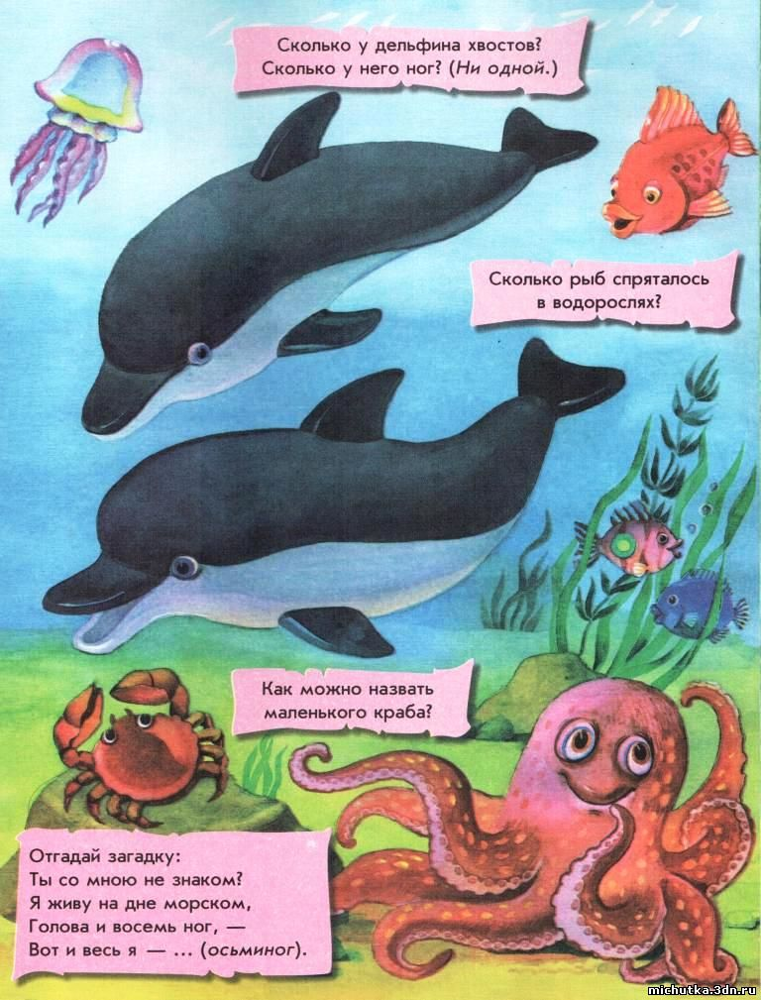 Сколько у дельфина хвостов?
Сколько у него ног? (Ни одной.)
Сколько рыб спряталось
в водорослях?
Как можно назвать
маленького краба?
Отгадай загадку:
Ты со мною не знаком?
Я живу на дне морском,
Голова и восемь ног, —
Вот и весь я — ... (осьминог).
michutka.3dn.ru